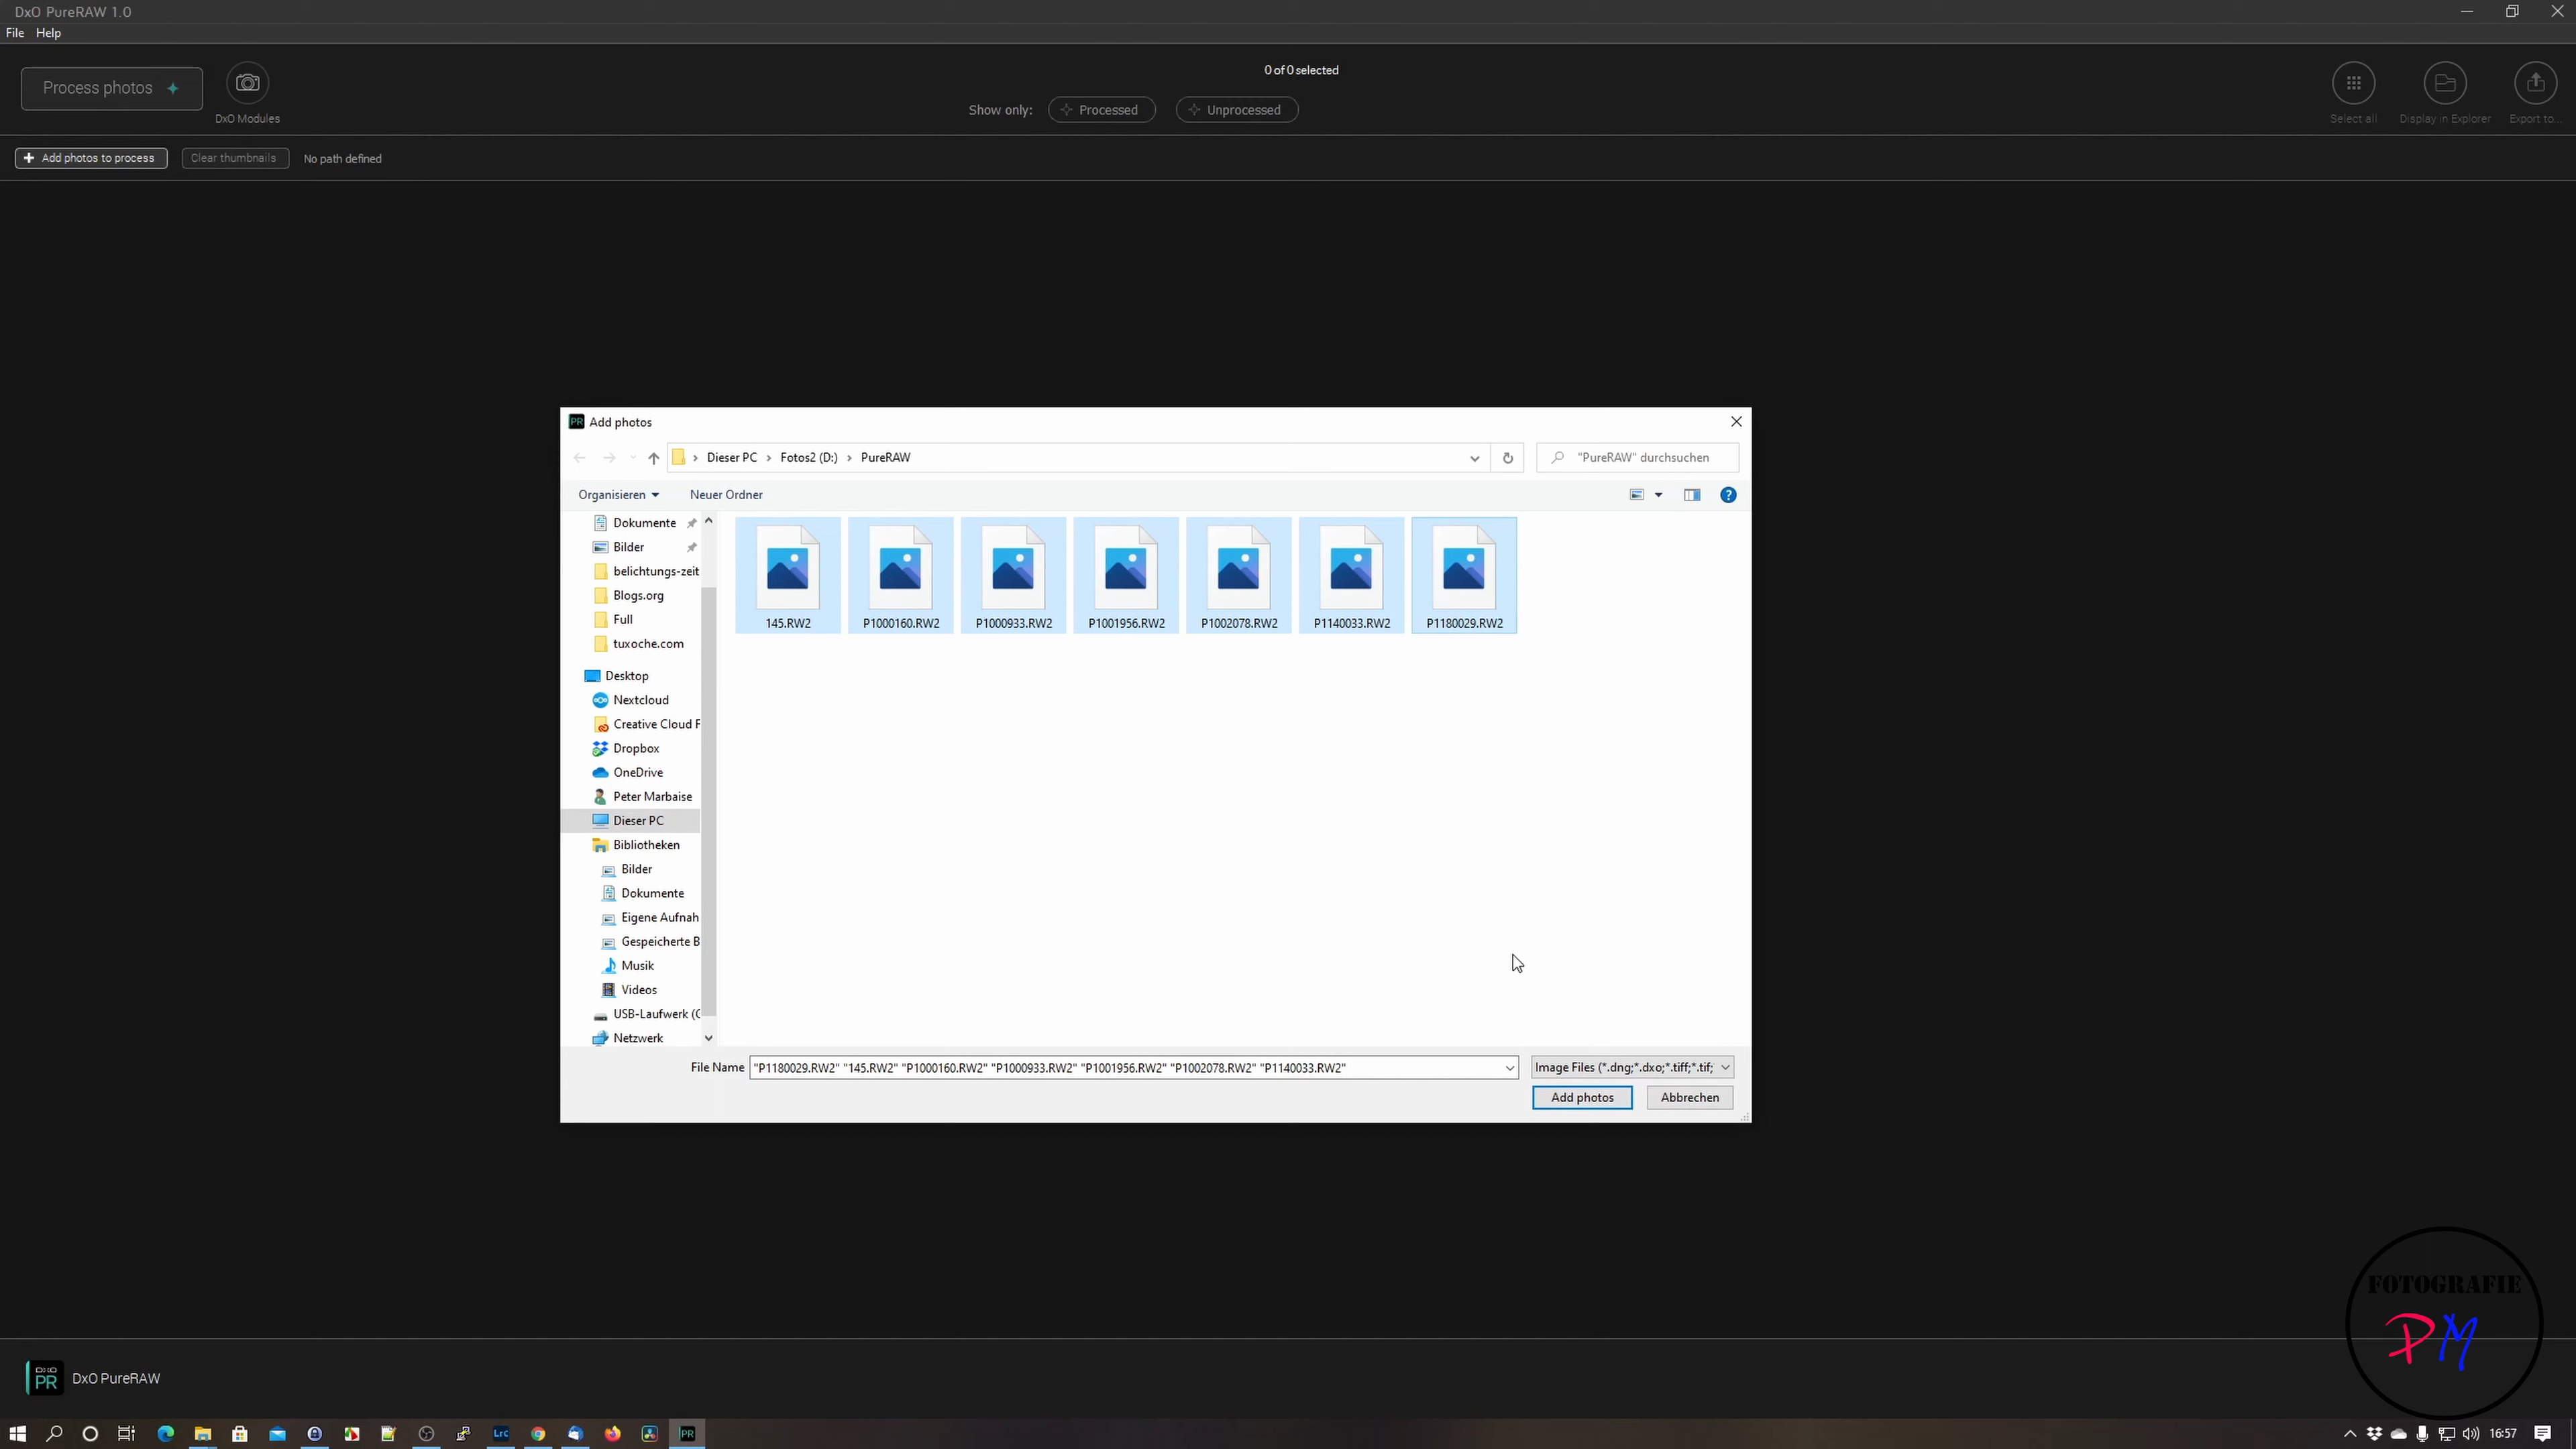 DxO PureRAW 1.0
File Help
Process photos
DxO Modules
0 of 0 selected
Show only: Processed Unprocessed
Select all Display in Explorer Export to...
Add photos to process Clear thumbnails No path defined
PR Add photos
Dieser PC › Fotos2 (D:) › PureRAW
"PureRAW" durchsuchen
Organisieren Neuer Ordner
Dokumente
Bilder
belichtungs-zeit
Blogs.org
Full
tuxoche.com
Desktop
Nextcloud
Creative Cloud F
Dropbox
OneDrive
Peter Marbaise
Dieser PC
Bibliotheken
Bilder
Dokumente
Eigene Aufnah
Gespeicherte B
Musik
Videos
USB-Laufwerk (G
Netzwerk
145.RW2 P1000160.RW2 P1000933.RW2 P1001956.RW2 P1002078.RW2 P1140033.RW2 P1180029.RW2
File Name "P1180029.RW2" "145.RW2" "P1000160.RW2" "P1000933.RW2" "P1001956.RW2" "P1002078.RW2" "P1140033.RW2"
Image Files (*.dng;*.dxo;*.tiff;*.tif;
Add photos Abbrechen
FOTOGRAFIE
PM
DXO
PR
DxO PureRAW
Lrc PR 16:57